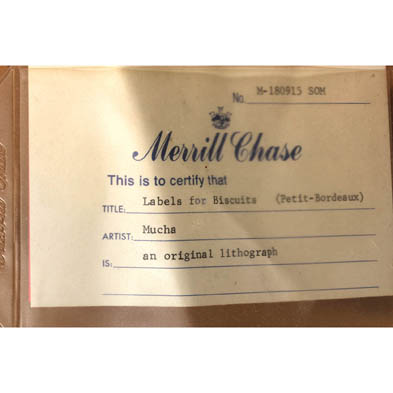 No. M-180915 SOM
Merrill Chase
This is to certify that
TITLE: Labels for Biscuits (Petit-Bordeaux)
ARTIST: Mucha
IS: an original lithograph